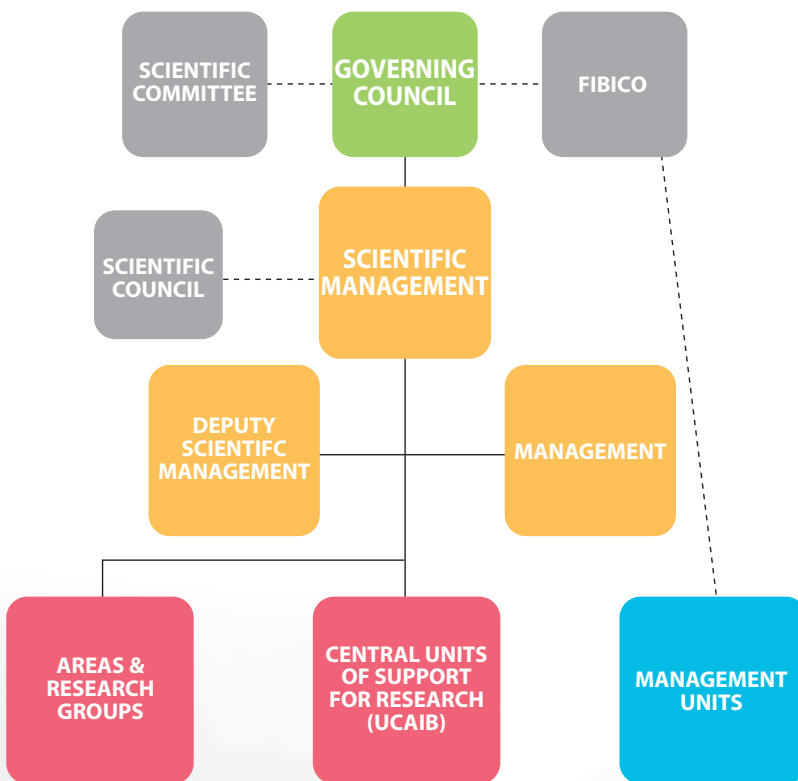 SCIENTIFIC
COMMITTEE
GOVERNING
COUNCIL
FIBICO
SCIENTIFIC
COUNCIL
SCIENTIFIC
MANAGEMENT
DEPUTY
SCIENTIFC
MANAGEMENT
MANAGEMENT
AREAS &
RESEARCH
GROUPS
CENTRAL UNITS
OF SUPPORT
FOR RESEARCH
(UCAIB)
MANAGEMENT
UNITS